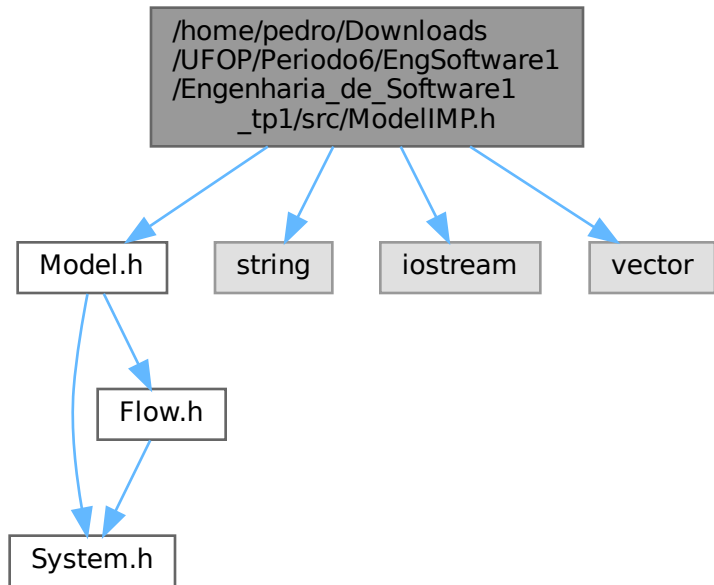 /home/pedro/Downloads
/UFOP/Periodo6/EngSoftware1
/Engenharia_de_Software1
_tp1/src/ModelIMP.h
Model.h
string
iostream
vector
Flow.h
System.h